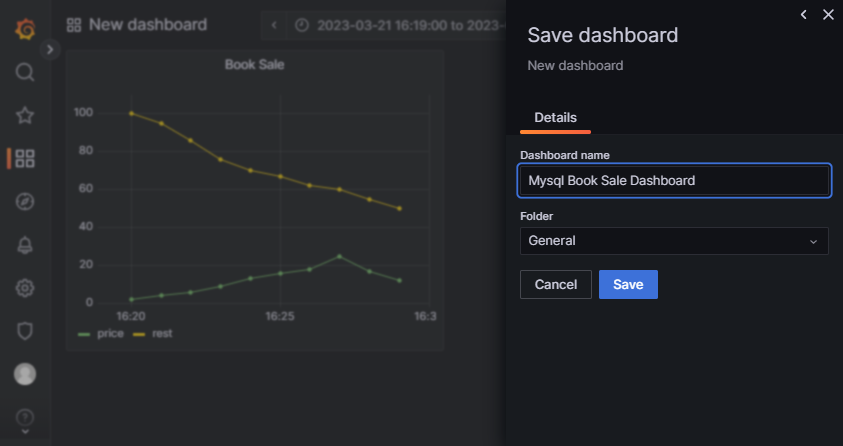 New dashboard
2023-03-21 16:19:00 to 2023-
Book Sale
100
80
60
40
20
0
16:20
16:25
16:3
price
rest
Save dashboard
New dashboard
Details
Dashboard name
Mysql Book Sale Dashboard
Folder
General
Cancel
Save